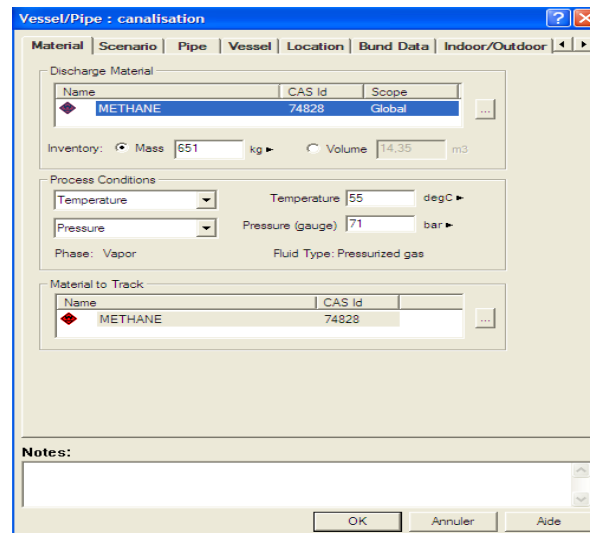 Vessel/Pipe : canalisation
Material Scenario Pipe Vessel Location Bund Data Indoor/Outdoor
Discharge Material
Name CAS Id Scope
METHANE 74828 Global
...
Inventory: Mass 651 kg Volume 14,35 m3
Process Conditions
Temperature Temperature 55 degC
Pressure Pressure (gauge) 71 bar
Phase: Vapor Fluid Type: Pressurized gas
Material to Track
Name CAS Id
METHANE 74828
...
Notes:
OK Annuler Aide